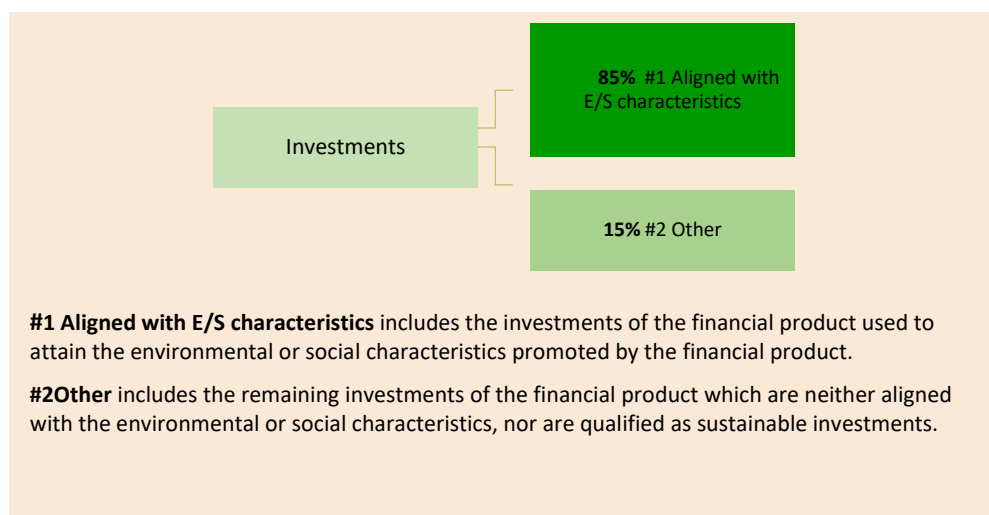 85% #1 Aligned with
E/S characteristics
Investments
15% #2 Other
#1 Aligned with E/S characteristics includes the investments of the financial product used to
attain the environmental or social characteristics promoted by the financial product.
#2Other includes the remaining investments of the financial product which are neither aligned
with the environmental or social characteristics, nor are qualified as sustainable investments.